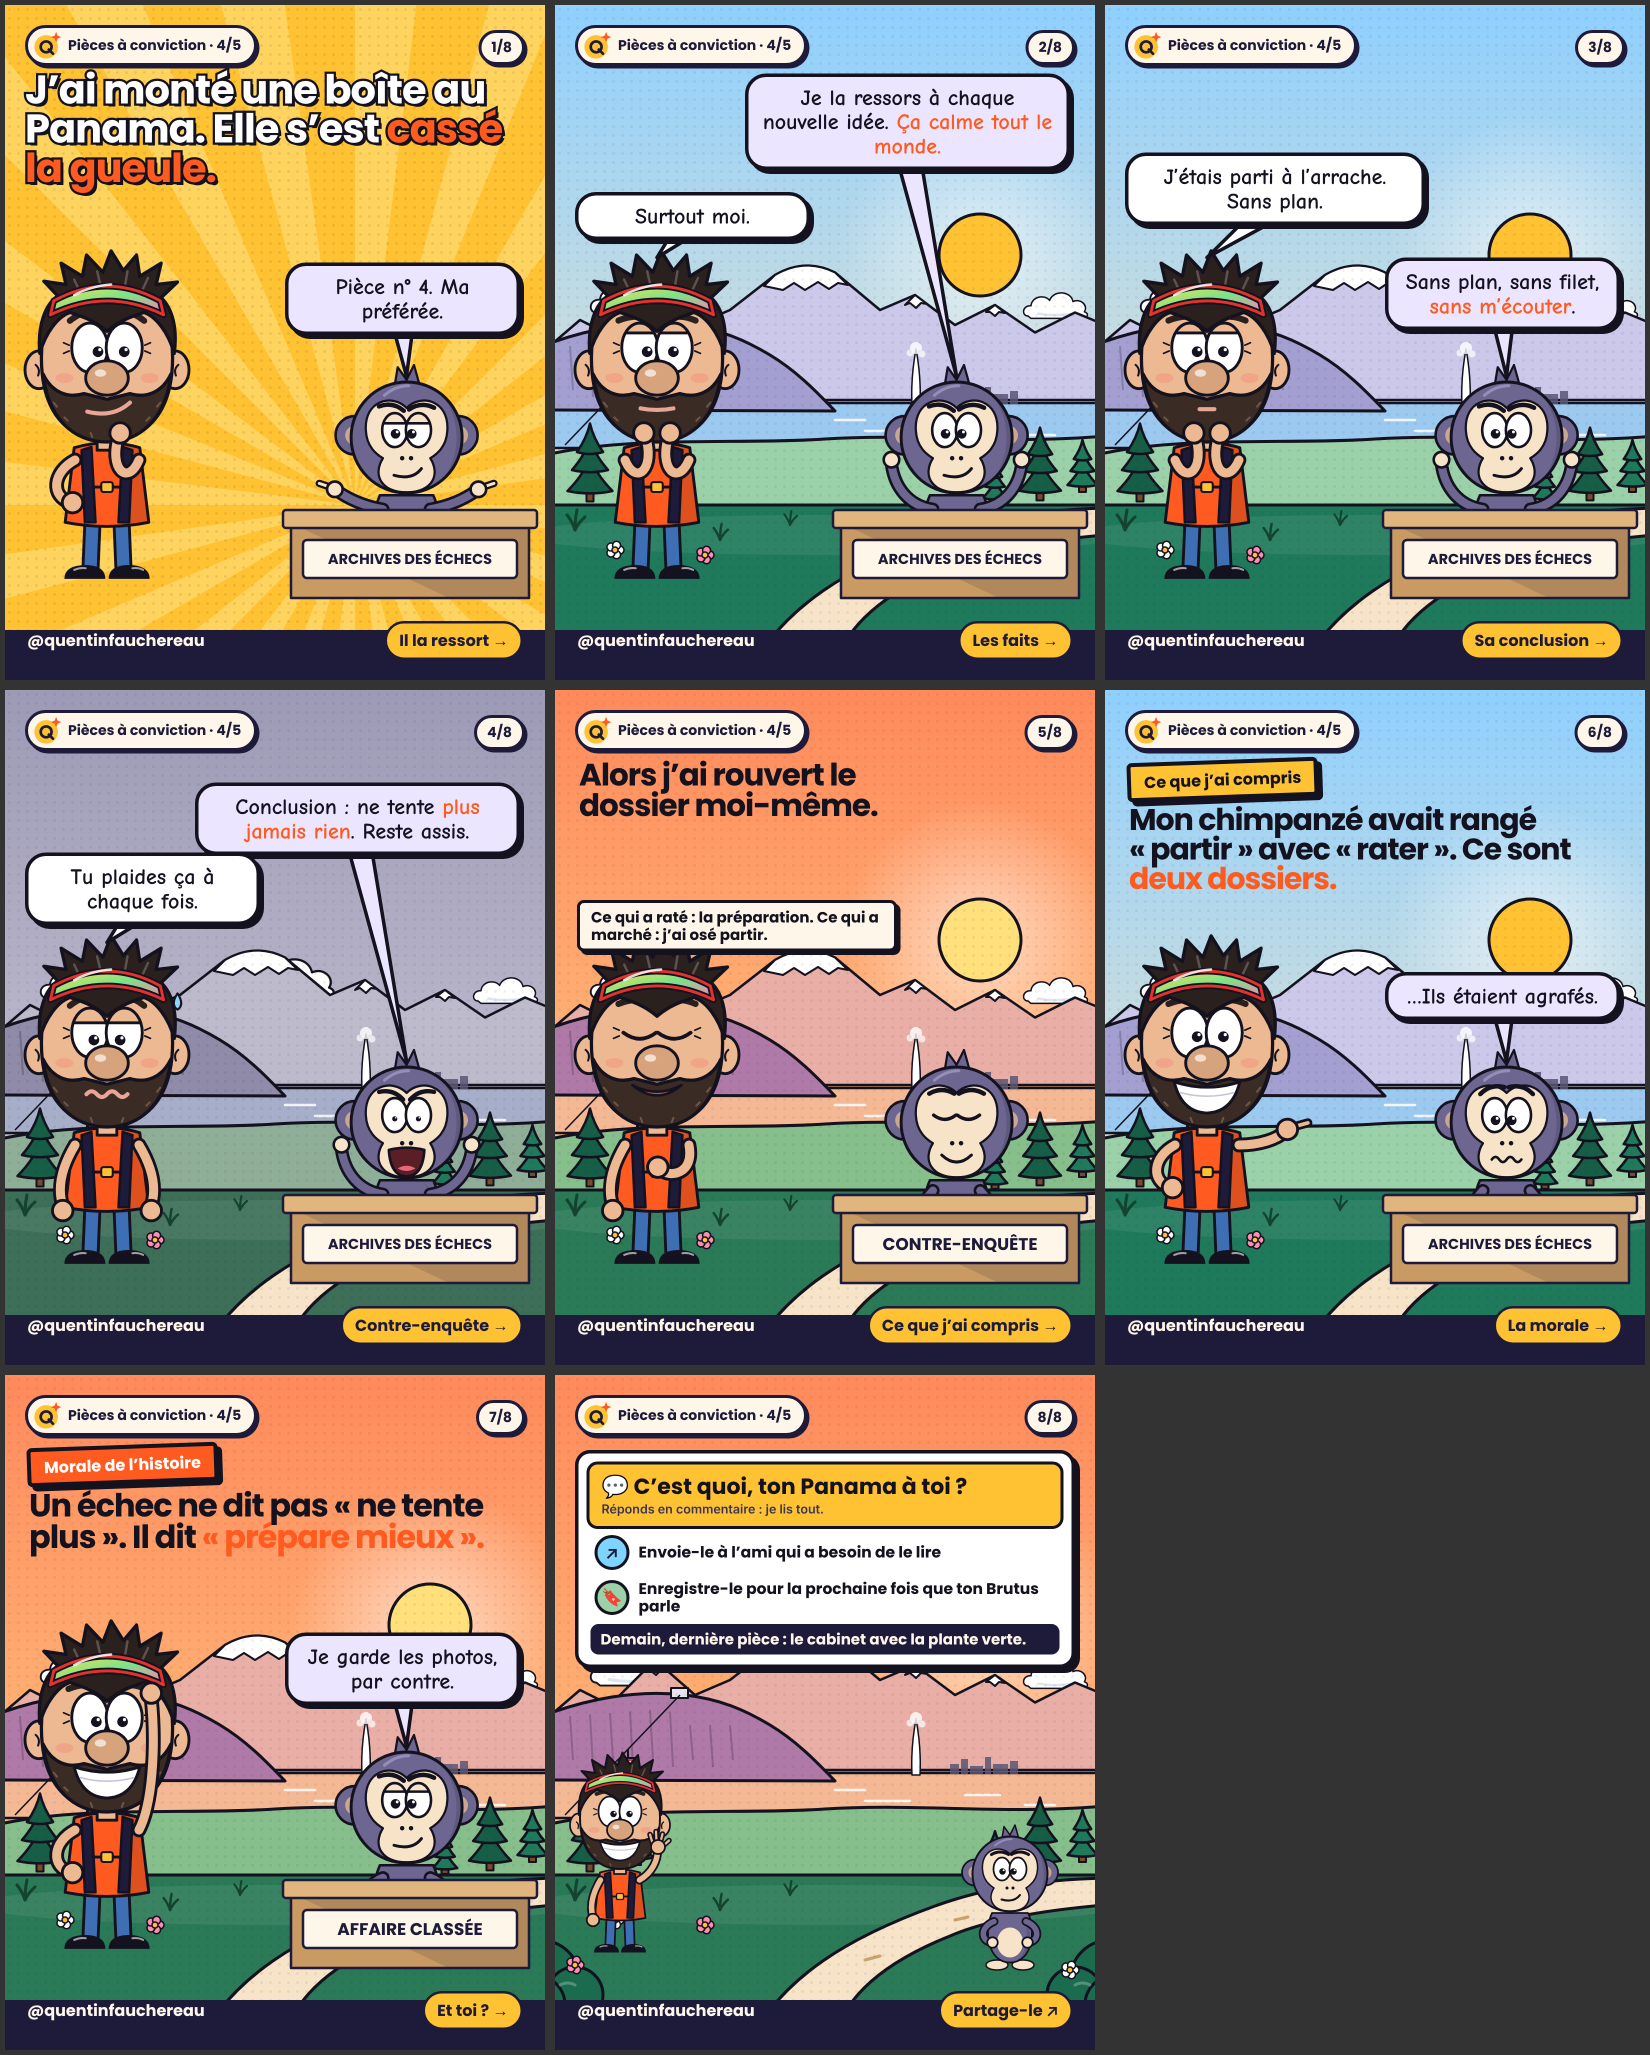 Q Pièces à conviction · 4/5
1/8
J'ai monté une boîte au
Panama. Elle s'est cassé
la gueule.
Pièce n° 4. Ma
préférée.
ARCHIVES DES ÉCHECS
@quentinfauchereau
Il la ressort →
Q Pièces à conviction · 4/5
2/8
Je la ressors à chaque
nouvelle idée. Ça calme tout le
monde.
Surtout moi.
ARCHIVES DES ÉCHECS
@quentinfauchereau
Les faits →
Q Pièces à conviction · 4/5
3/8
J'étais parti à l'arrache.
Sans plan.
Sans plan, sans filet,
sans m'écouter.
ARCHIVES DES ÉCHECS
@quentinfauchereau
Sa conclusion →
Q Pièces à conviction · 4/5
4/8
Conclusion : ne tente plus
jamais rien. Reste assis.
Tu plaides ça à
chaque fois.
ARCHIVES DES ÉCHECS
@quentinfauchereau
Contre-enquête →
Q Pièces à conviction · 4/5
5/8
Alors j'ai rouvert le
dossier moi-même.
Ce qui a raté : la préparation. Ce qui a
marché : j'ai osé partir.
CONTRE-ENQUÊTE
@quentinfauchereau
Ce que j'ai compris →
Q Pièces à conviction · 4/5
6/8
Ce que j'ai compris
Mon chimpanzé avait rangé
« partir » avec « rater ». Ce sont
deux dossiers.
...Ils étaient agrafés.
ARCHIVES DES ÉCHECS
@quentinfauchereau
La morale →
Q Pièces à conviction · 4/5
7/8
Morale de l'histoire
Un échec ne dit pas « ne tente
plus ». Il dit « prépare mieux ».
Je garde les photos,
par contre.
AFFAIRE CLASSÉE
@quentinfauchereau
Et toi ? →
Q Pièces à conviction · 4/5
8/8
💬 C'est quoi, ton Panama à toi ?
Réponds en commentaire : je lis tout.
Envoie-le à l'ami qui a besoin de le lire
Enregistre-le pour la prochaine fois que ton Brutus
parle
Demain, dernière pièce : le cabinet avec la plante verte.
@quentinfauchereau
Partage-le ↗